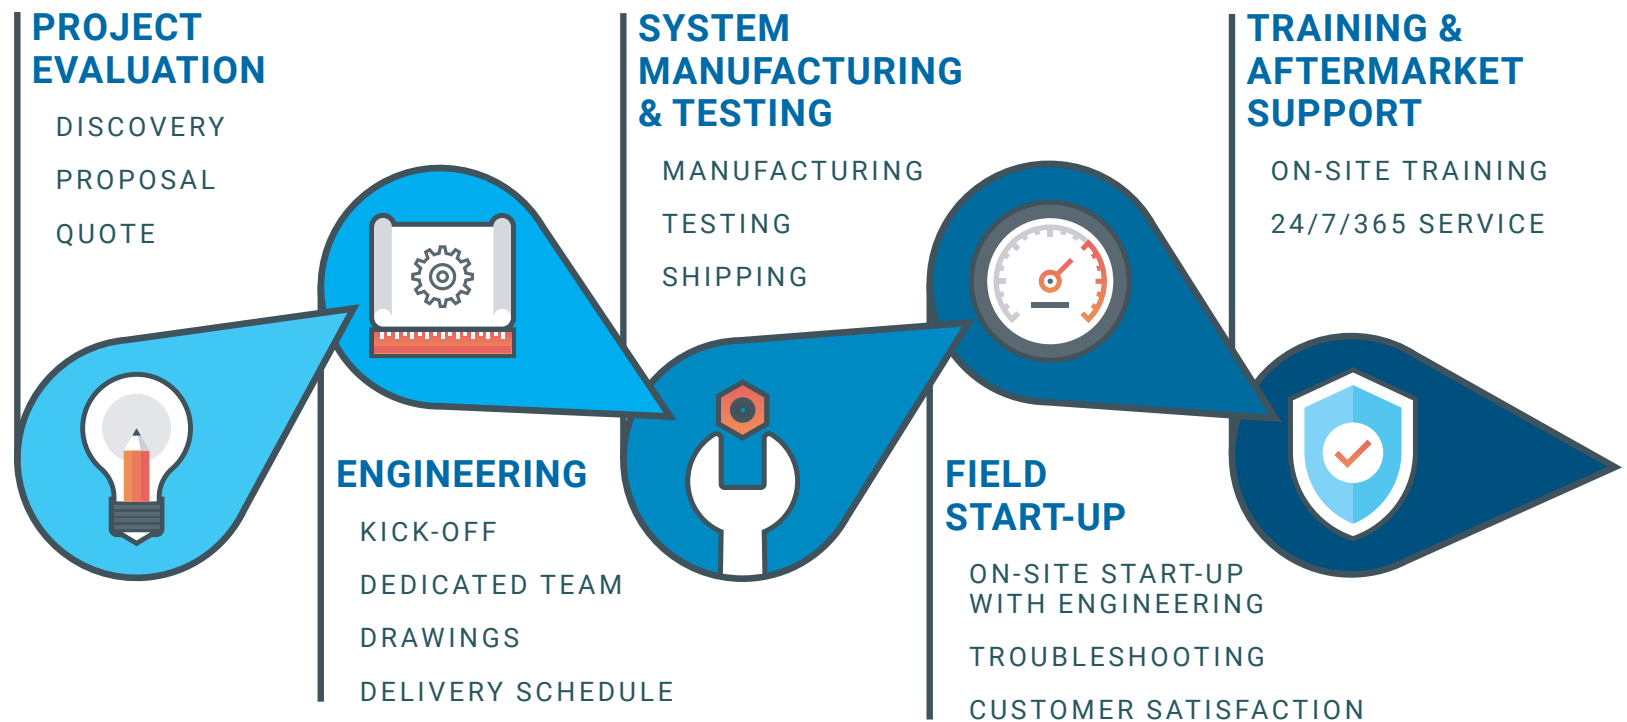 PROJECT
EVALUATION
DISCOVERY
PROPOSAL
QUOTE
ENGINEERING
KICK-OFF
DEDICATED TEAM
DRAWINGS
DELIVERY SCHEDULE
SYSTEM
MANUFACTURING
& TESTING
MANUFACTURING
TESTING
SHIPPING
FIELD
START-UP
ON-SITE START-UP
WITH ENGINEERING
TROUBLESHOOTING
CUSTOMER SATISFACTION
TRAINING &
AFTERMARKET
SUPPORT
ON-SITE TRAINING
24/7/365 SERVICE